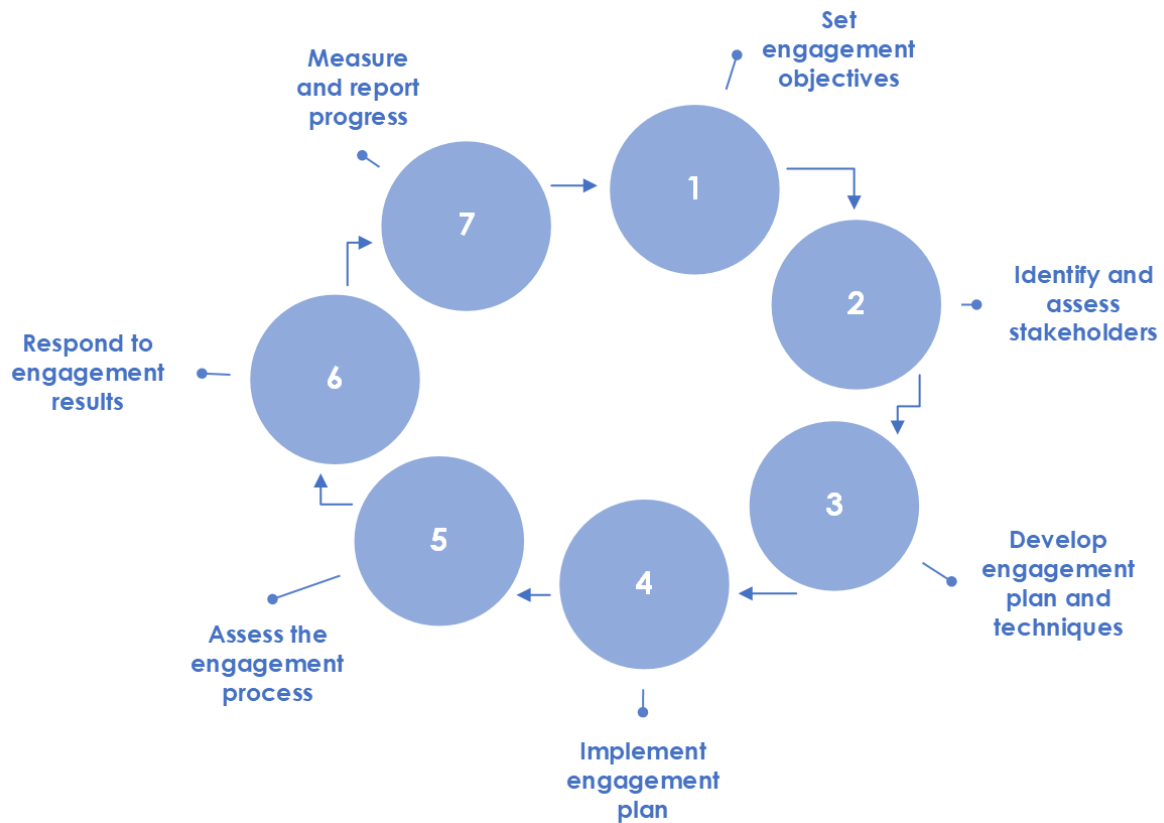 1
Set
engagement
objectives
2
Identify and
assess
stakeholders
3
Develop
engagement
plan and
techniques
4
Implement
engagement
plan
5
Assess the
engagement
process
6
Respond to
engagement
results
7
Measure
and report
progress